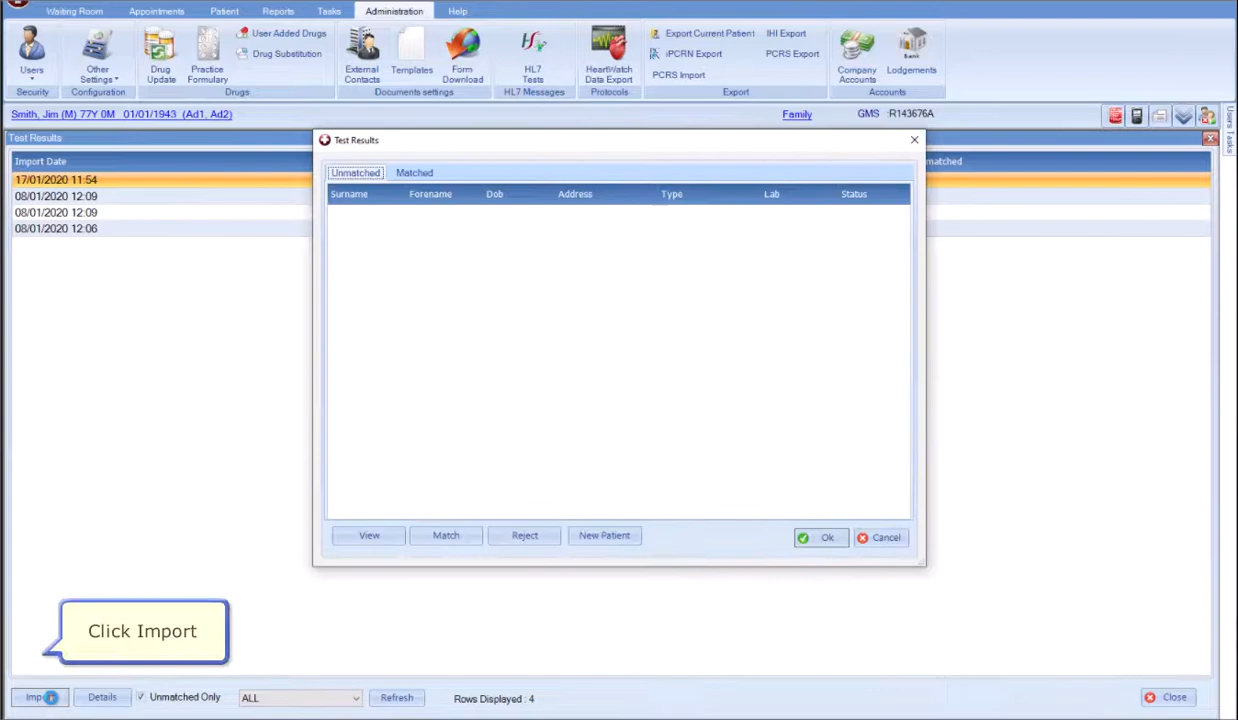 Waiting Room Appointments Patient Reports Tasks Administration Help
Users
Security
Other
Settings
Configuration
Drug
Update
Practice
Formulary
User Added Drugs
Drug Substitution
Drugs
External
Contacts
Templates
Form
Download
Documents settings
HL7
Tests
HL7 Messages
HeartWatch
Data Export
Protocols
Export Current Patient IHI Export
iPCRN Export PCRS Export
PCRS Import
Export
Company
Accounts
Bank
Lodgements
Accounts
Smith, Jim (M) 77Y 0M 01/01/1943 (Ad1, Ad2) Family GMS :R143676A
Users Tasks
Test Results
Import Date
matched
17/01/2020 11:54
08/01/2020 12:09
08/01/2020 12:09
08/01/2020 12:06
Test Results
Unmatched Matched
Surname Forename Dob Address Type Lab Status
View Match Reject New Patient Ok Cancel
Click Import
Imp Details Unmatched Only ALL Refresh Rows Displayed : 4 Close